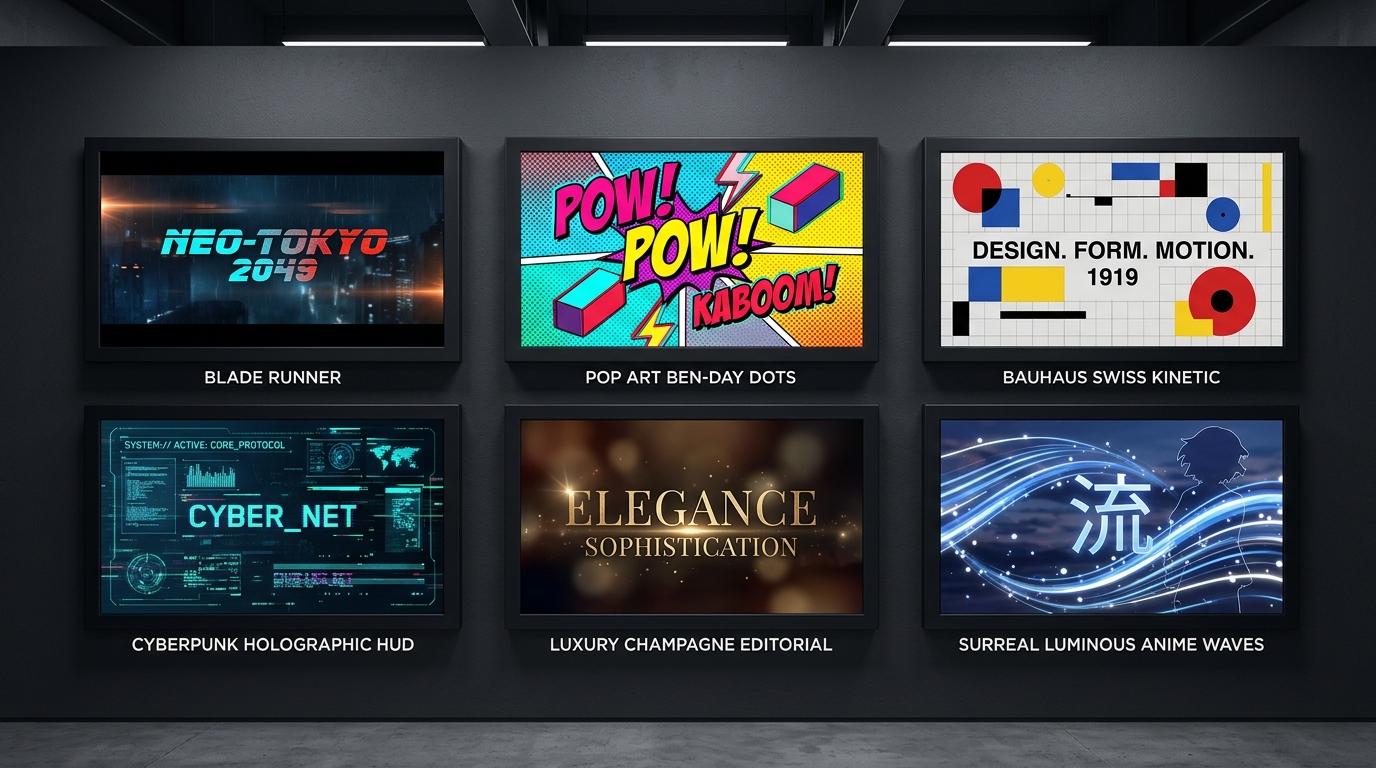 NEO-TOKYO
2049
BLADE RUNNER
POW!
POW!
KABOOM!
POP ART BEN-DAY DOTS
DESIGN. FORM. MOTION.
1919
BAUHAUS SWISS KINETIC
SYSTEM:// ACTIVE: CORE_PROTOCOL
CYBER_NET
CYBERPUNK HOLOGRAPHIC HUD
ELEGANCE
SOPHISTICATION
LUXURY CHAMPAGNE EDITORIAL
流
SURREAL LUMINOUS ANIME WAVES